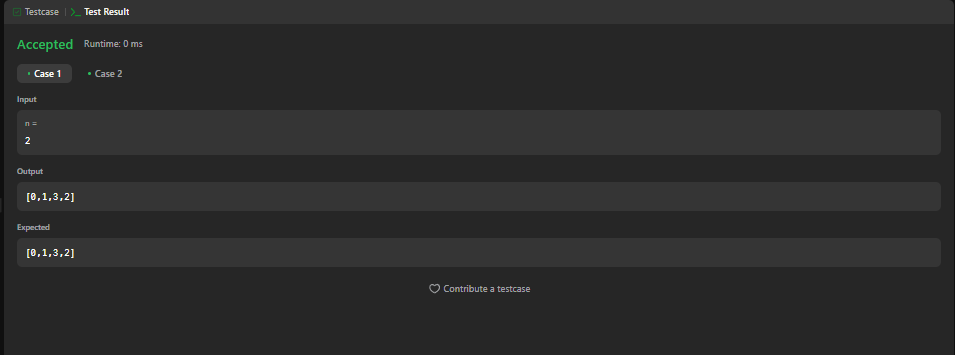 Testcase | >_ Test Result
Accepted Runtime: 0 ms
• Case 1 • Case 2
Input
n =
2
Output
[0,1,3,2]
Expected
[0,1,3,2]
Contribute a testcase